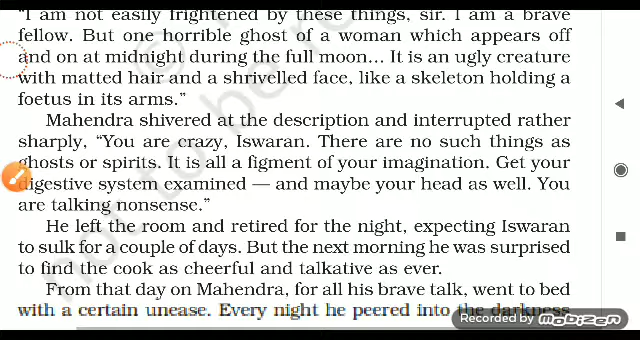 "I am not easily frightened by these things, sir. I am a brave
fellow. But one horrible ghost of a woman which appears off
and on at midnight during the full moon... It is an ugly creature
with matted hair and a shrivelled face, like a skeleton holding a
foetus in its arms."
Mahendra shivered at the description and interrupted rather
sharply, "You are crazy, Iswaran. There are no such things as
ghosts or spirits. It is all a figment of your imagination. Get your
digestive system examined — and maybe your head as well. You
are talking nonsense."
He left the room and retired for the night, expecting Iswaran
to sulk for a couple of days. But the next morning he was surprised
to find the cook as cheerful and talkative as ever.
From that day on Mahendra, for all his brave talk, went to bed
with a certain unease. Every night he peered into the darkness
Recorded by mobizen